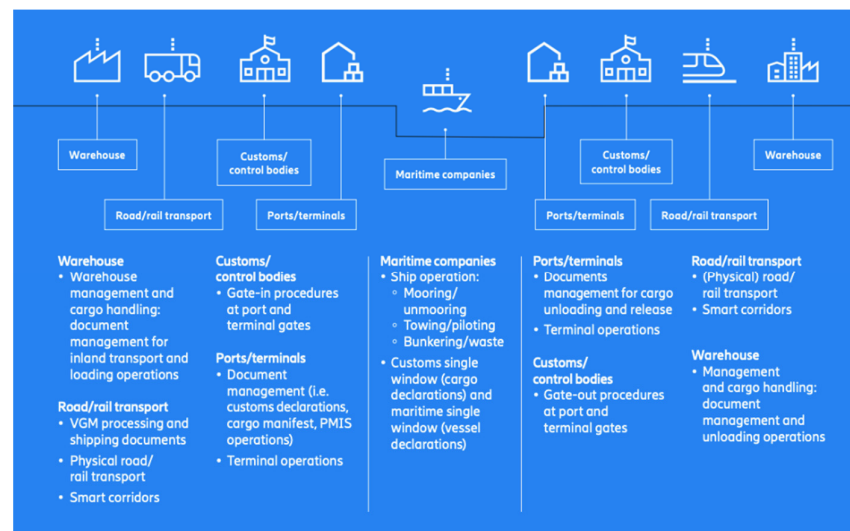 Warehouse
Customs/
control bodies
Maritime companies
Customs/
control bodies
Warehouse
Road/rail transport
Ports/terminals
Ports/terminals
Road/rail transport
Warehouse
• Warehouse
management and
cargo handling:
document
management for
inland transport and
loading operations
Road/rail transport
• VGM processing and
shipping documents
• Physical road/
rail transport
• Smart corridors
Customs/
control bodies
• Gate-in procedures
at port and
terminal gates
Ports/terminals
• Document
management (i.e.
customs declarations,
cargo manifest, PMIS
operations)
• Terminal operations
Maritime companies
• Ship operation:
◦ Mooring/
unmooring
◦ Towing/piloting
◦ Bunkering/waste
• Customs single
window (cargo
declarations) and
maritime single
window (vessel
declarations)
Ports/terminals
• Documents
management for cargo
unloading and release
• Terminal operations
Customs/
control bodies
• Gate-out procedures
at port and
terminal gates
Road/rail transport
• (Physical) road/
rail transport
• Smart corridors
Warehouse
• Management
and cargo handling:
document
management and
unloading operations